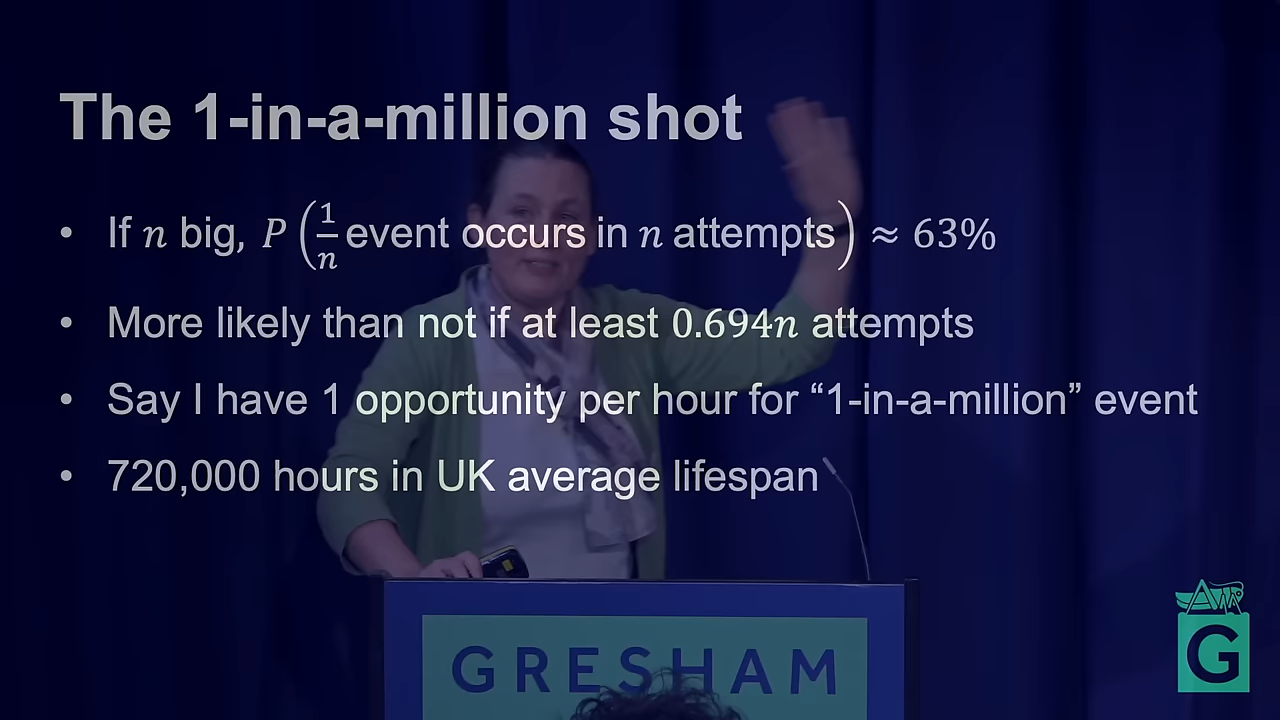 The 1-in-a-million shot
• If n big, P (1/n event occurs in n attempts) ≈ 63%
• More likely than not if at least 0.694n attempts
• Say I have 1 opportunity per hour for “1-in-a-million” event
• 720,000 hours in UK average lifespan
GRESHAM
G